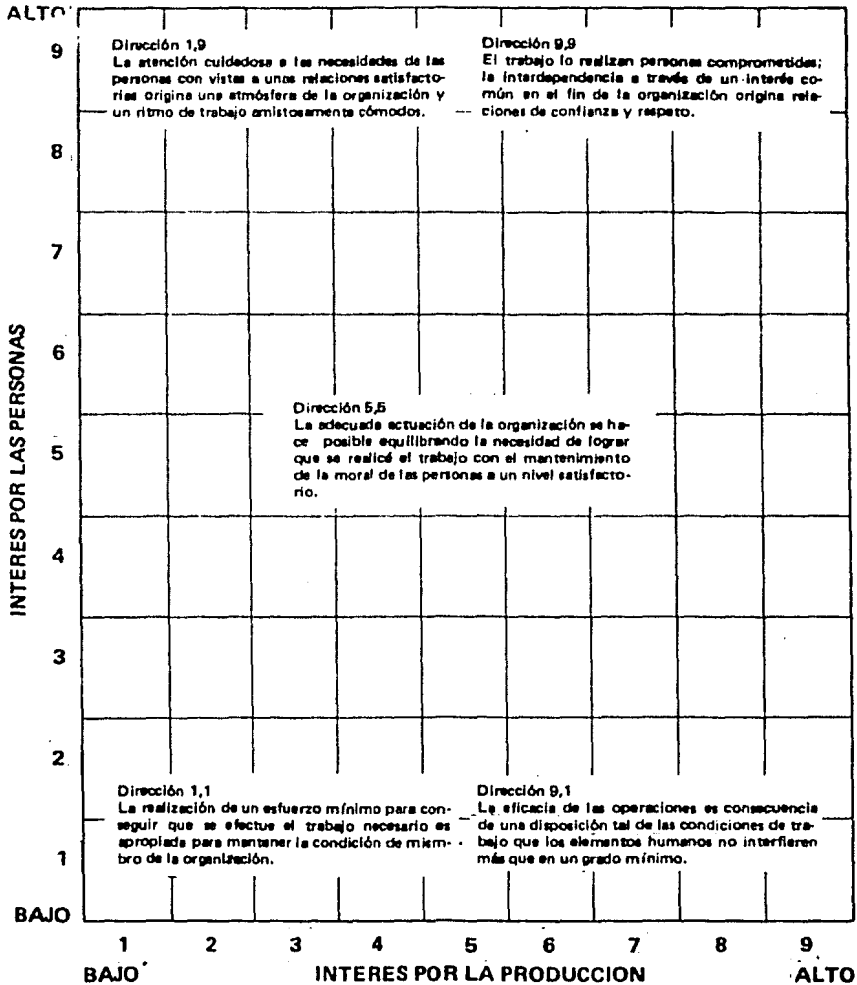 ALTO
9
Dirección 1,9
La atención cuidadosa a las necesidades de las
personas con vistas a unas relaciones satisfacto-
rias origina una atmósfera de la organización y
un ritmo de trabajo amistosamente cómodos.
Dirección 9,9
El trabajo lo realizan personas comprometidas;
la interdependencia a través de un interés co-
mún en el fin de la organización origina rela-
ciones de confianza y respeto.
8
7
6
INTERES POR LAS PERSONAS
Dirección 5,5
La adecuada actuación de la organización se ha-
ce posible equilibrando la necesidad de lograr
que se realicé el trabajo con el mantenimiento
de la moral de las personas a un nivel satisfacto-
rio.
5
4
3
2
Dirección 1,1
La realización de un esfuerzo mínimo para con-
seguir que se efectue el trabajo necesario es
apropiada para mantener la condición de miem-
bro de la organización.
Dirección 9,1
La eficacia de las operaciones es consecuencia
de una disposición tal de las condiciones de tra-
bajo que los elementos humanos no interfieren
más que en un grado mínimo.
1
BAJO
1 2 3 4 5 6 7 8 9
BAJO INTERES POR LA PRODUCCION ALTO